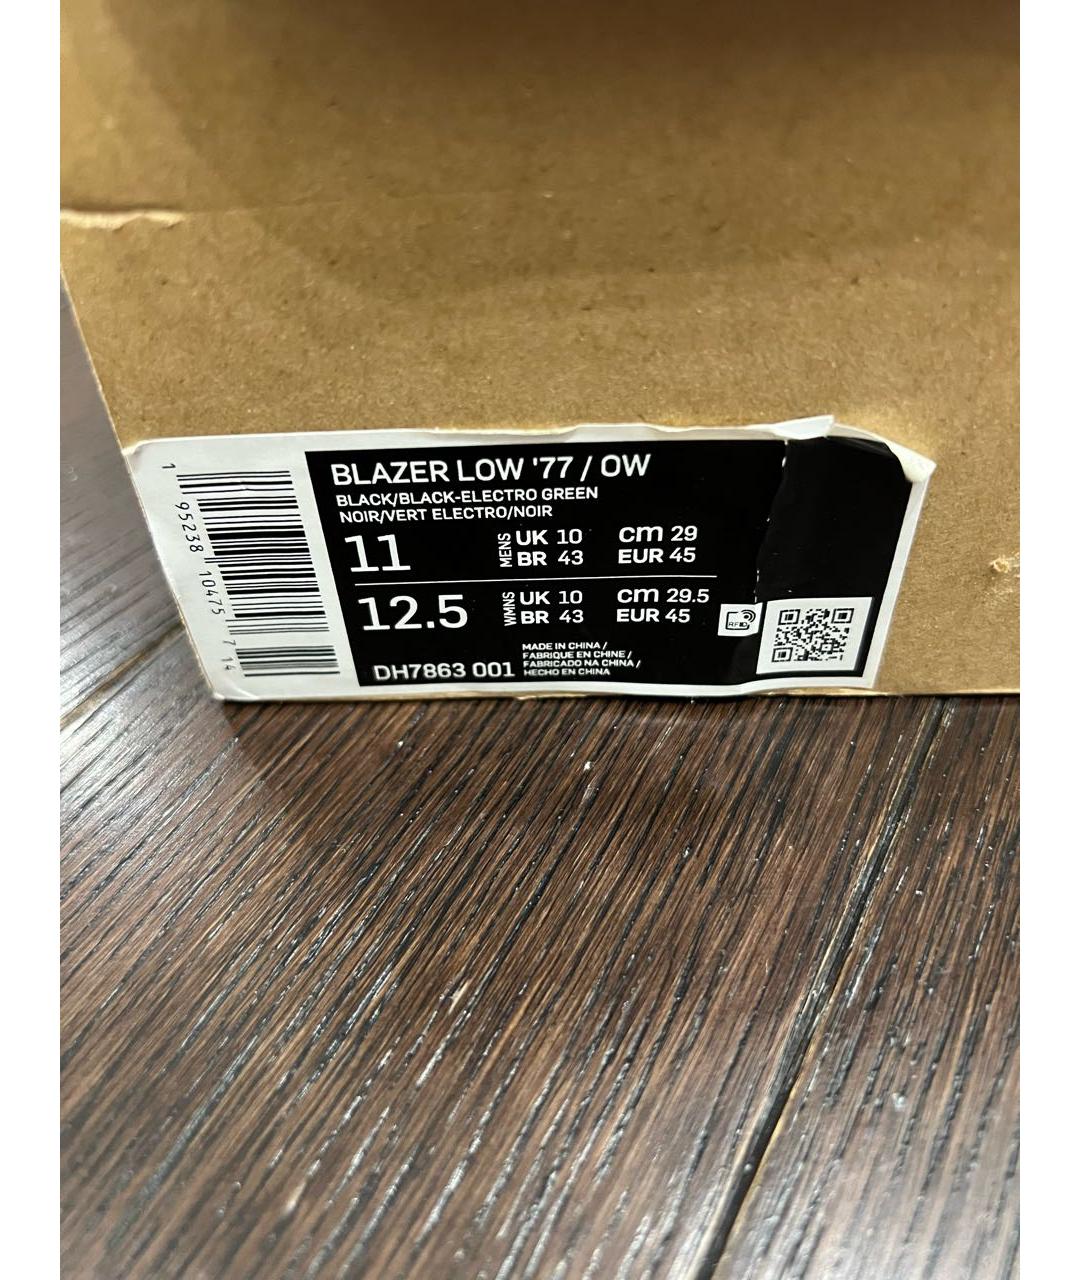 BLAZER LOW '77 / OW
BLACK/BLACK-ELECTRO GREEN
NOIR/VERT ELECTRO/NOIR
11 MENS UK 10 cm 29
BR 43 EUR 45
12.5 WMNS UK 10 cm 29.5
BR 43 EUR 45
RFID
DH7863 001
MADE IN CHINA /
FABRIQUE EN CHINE /
FABRICADO NA CHINA /
HECHO EN CHINA
1 95238 10475 7 14